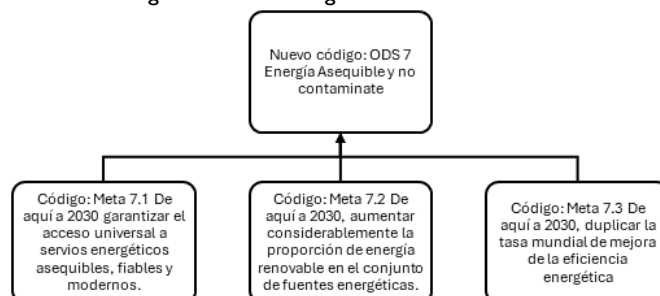 Nuevo código: ODS 7
Energía Asequible y no
contaminate
Código: Meta 7.1 De
aquí a 2030 garantizar el
acceso universal a
servios energéticos
asequibles, fiables y
modernos.
Código: Meta 7.2 De
aquí a 2030, aumentar
considerablemente la
proporción de energía
renovable en el conjunto
de fuentes energéticas.
Código: Meta 7.3 De
aquí a 2030, duplicar la
tasa mundial de mejora
de la eficiencia
energética